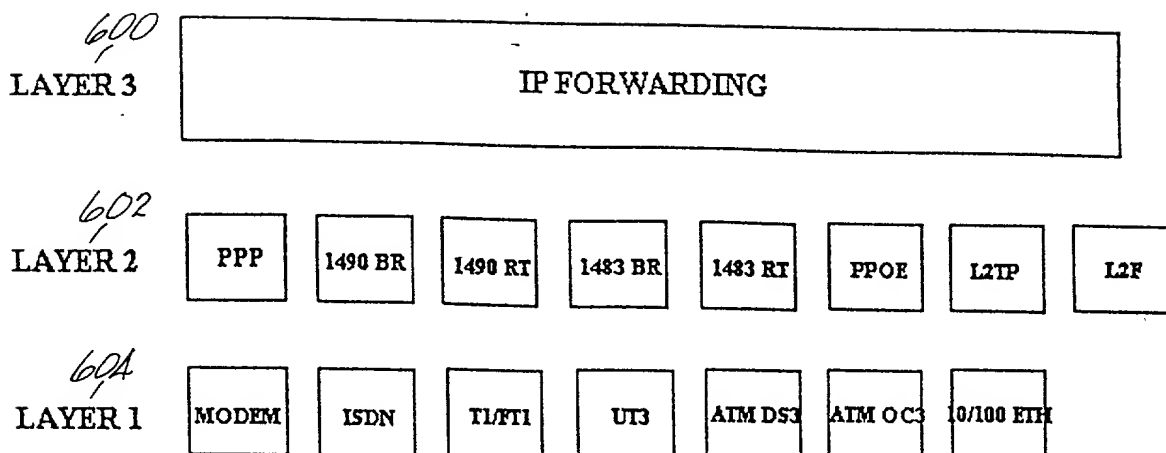 600
LAYER 3
IP FORWARDING
602
LAYER 2
PPP
1490 BR
1490 RT
1483 BR
1483 RT
PPOE
L2TP
L2F
604
LAYER 1
MODEM
ISDN
T1/FT1
UT3
ATM DS3
ATM OC3
10/100 ETH